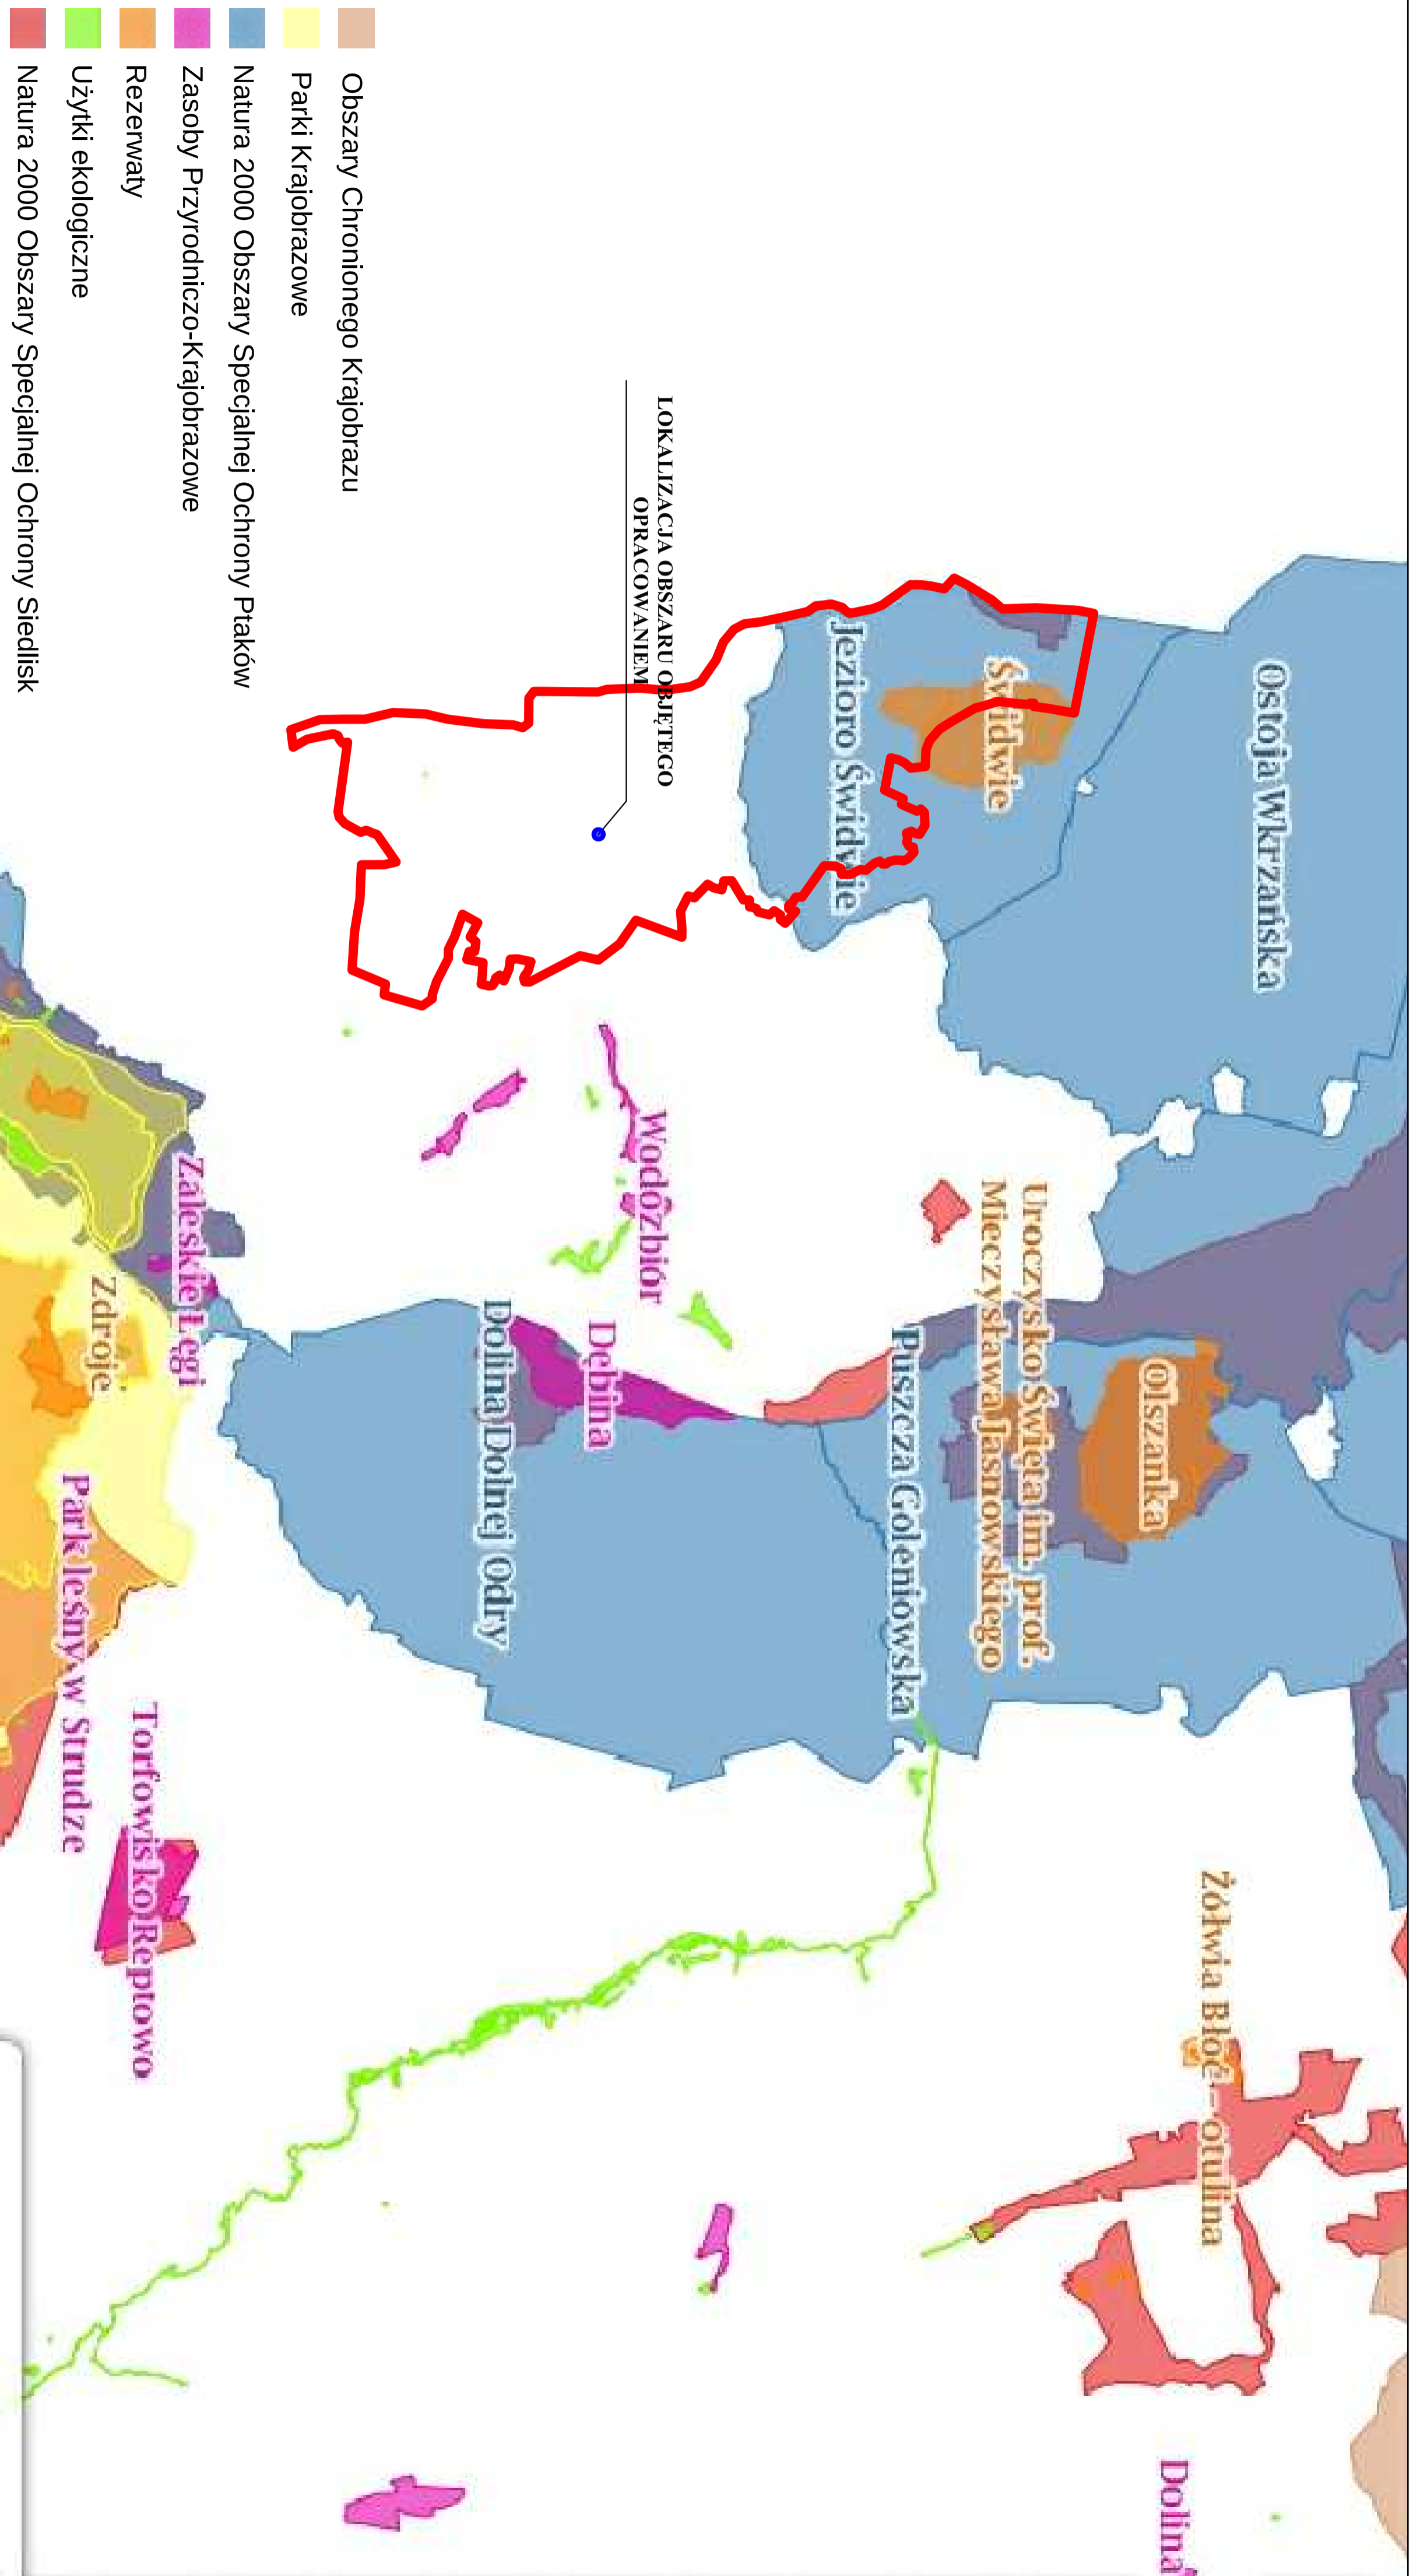 Ostoja Wkrzańska
Świdwie
Jezioro Świdwie
LOKALIZACJA OBSZARU OBJĘTEGO
OPRACOWANIEM
Olszanka
Uroczysko Święta im. prof.
Mieczysława Jasnowskiego
Puszcza Goleniowska
Wodozbiór
Dębina
Dolina Dolnej Odry
Zaleskie Łęgi
Zdroje
Park leśny w Strudze
Torfowisko Reptowo
Żółwia Błoć – otulina
Dolina
Obszary Chronionego Krajobrazu
Parki Krajobrazowe
Natura 2000 Obszary Specjalnej Ochrony Ptaków
Zasoby Przyrodniczo-Krajobrazowe
Rezerwaty
Użytki ekologiczne
Natura 2000 Obszary Specjalnej Ochrony Siedlisk